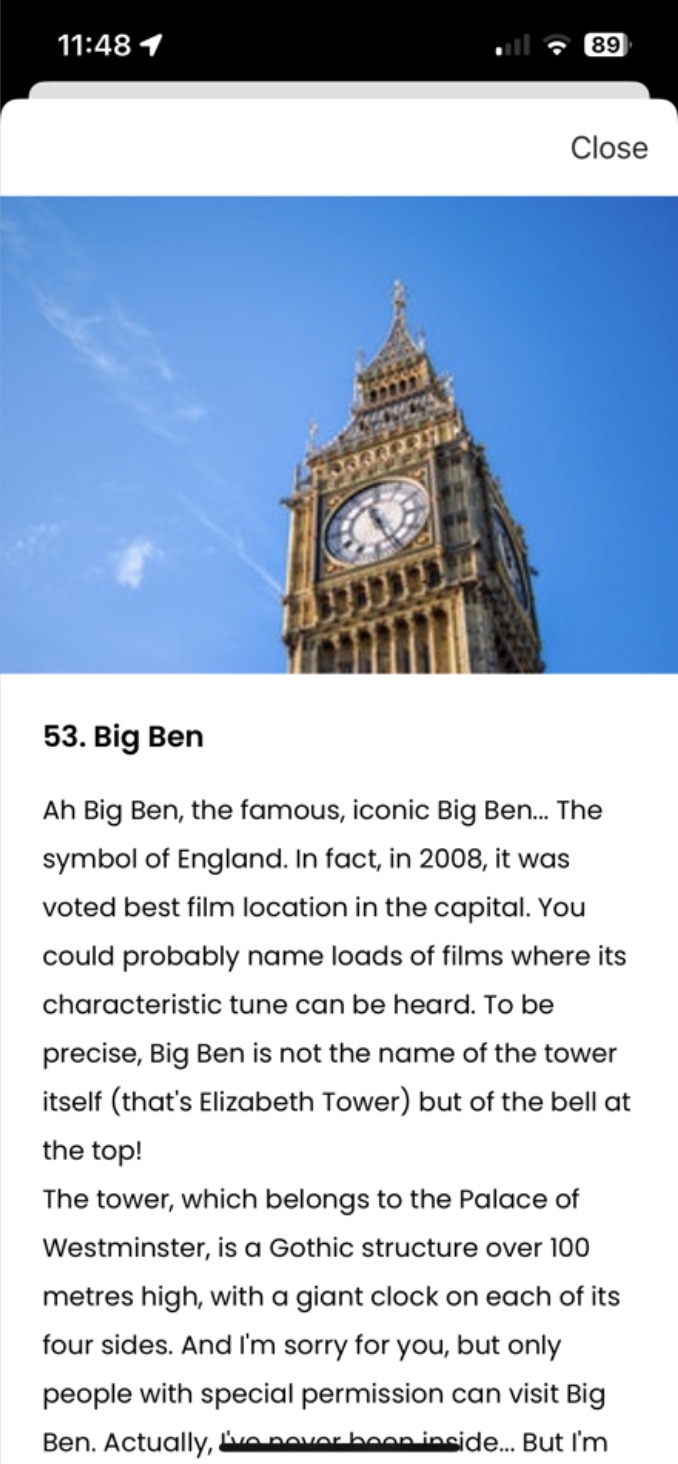 11:48
89
Close
53. Big Ben
Ah Big Ben, the famous, iconic Big Ben... The
symbol of England. In fact, in 2008, it was
voted best film location in the capital. You
could probably name loads of films where its
characteristic tune can be heard. To be
precise, Big Ben is not the name of the tower
itself (that's Elizabeth Tower) but of the bell at
the top!
The tower, which belongs to the Palace of
Westminster, is a Gothic structure over 100
metres high, with a giant clock on each of its
four sides. And I'm sorry for you, but only
people with special permission can visit Big
Ben. Actually, I've never been inside... But I'm